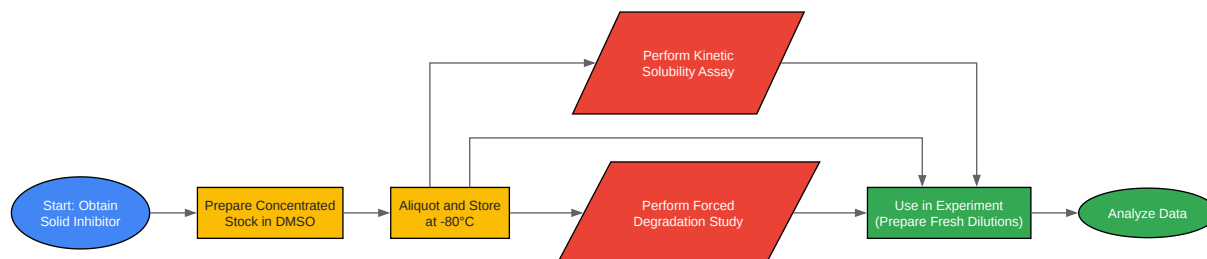 Start: Obtain
Solid Inhibitor
Prepare Concentrated
Stock in DMSO
Aliquot and Store
at -80°C
Perform Kinetic
Solubility Assay
Perform Forced
Degradation Study
Use in Experiment
(Prepare Fresh Dilutions)
Analyze Data